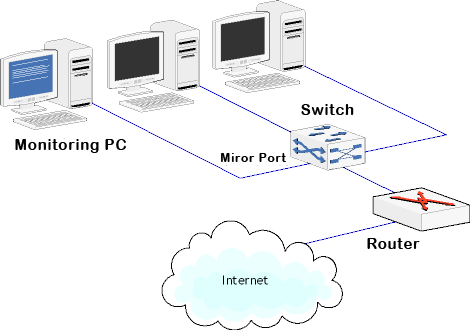 Switch
Monitoring PC
Miror Port
Router
Internet